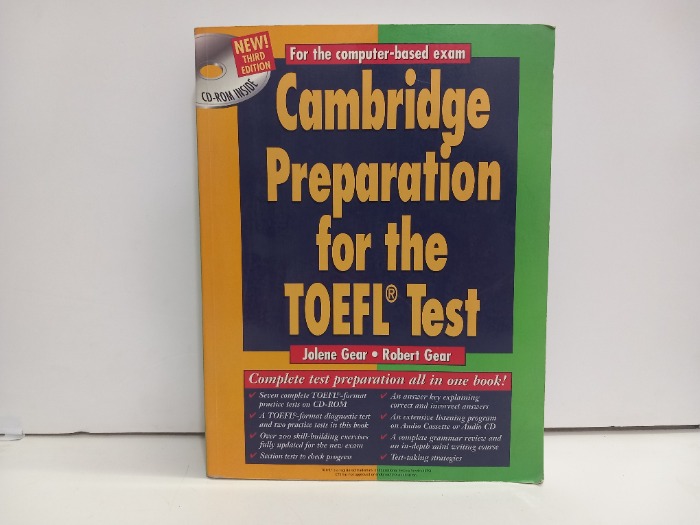 NEW!
THIRD
EDITION
CD-ROM INSIDE
For the computer-based exam
Cambridge
Preparation
for the
TOEFL® Test
Jolene Gear • Robert Gear
Complete test preparation all in one book!
✓ Seven complete TOEFL®-format
practice tests on CD-ROM
✓ A TOEFL®-format diagnostic test
and two practice tests in this book
✓ Over 200 skill-building exercises
fully updated for the new exam
✓ Section tests to check progress
✓ An answer key explaining
correct and incorrect answers
✓ An extensive listening program
on Audio Cassette or Audio CD
✓ A complete grammar review and
an in-depth mini writing course
✓ Test-taking strategies